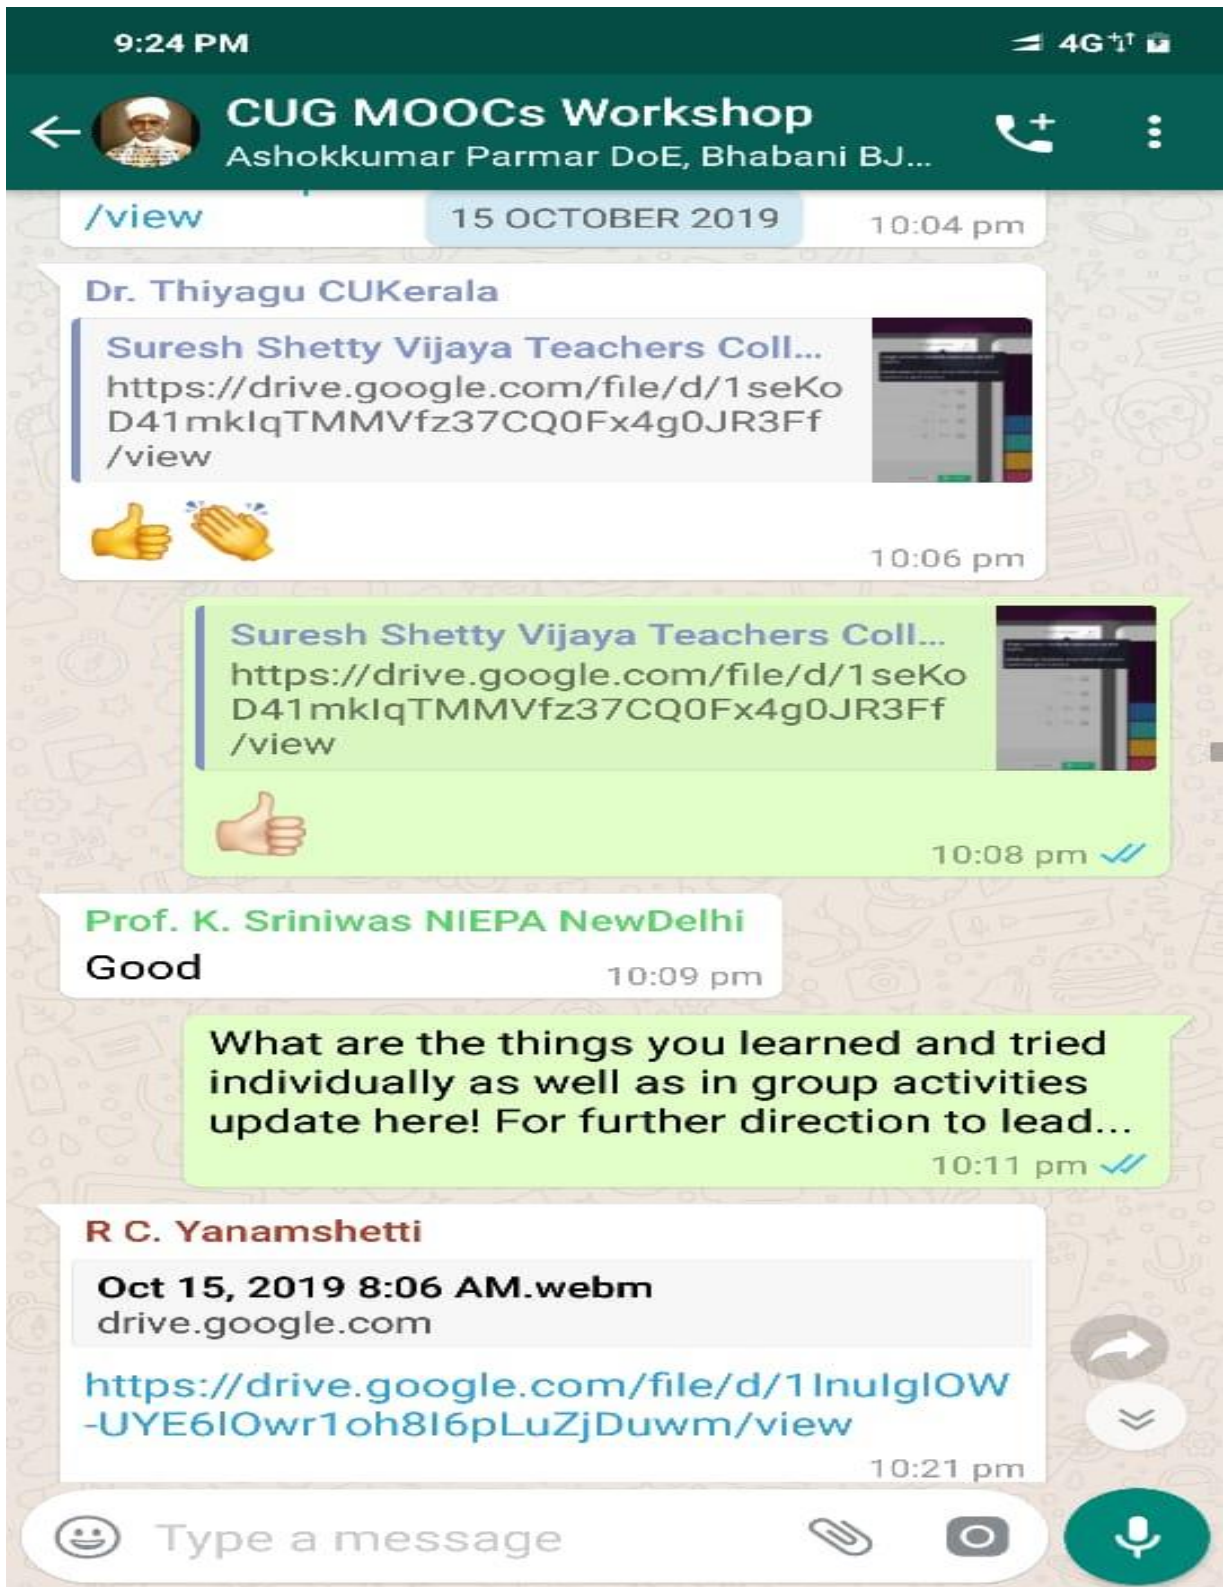 9:24 PM
4G
CUG MOOCs Workshop
Ashokkumar Parmar DoE, Bhabani BJ...
/view
15 OCTOBER 2019
10:04 pm
Dr. Thiyagu CUKerala
Suresh Shetty Vijaya Teachers Coll...
https://drive.google.com/file/d/1seKo
D41mkIqTMMVfz37CQ0Fx4g0JR3Ff
/view
10:06 pm
Suresh Shetty Vijaya Teachers Coll...
https://drive.google.com/file/d/1seKo
D41mkIqTMMVfz37CQ0Fx4g0JR3Ff
/view
10:08 pm
Prof. K. Sriniwas NIEPA NewDelhi
Good
10:09 pm
What are the things you learned and tried
individually as well as in group activities
update here! For further direction to lead...
10:11 pm
R C. Yanamshetti
Oct 15, 2019 8:06 AM.webm
drive.google.com
https://drive.google.com/file/d/1InuIglOW
-UYE6lOwr1oh8I6pLuZjDuwm/view
10:21 pm
Type a message